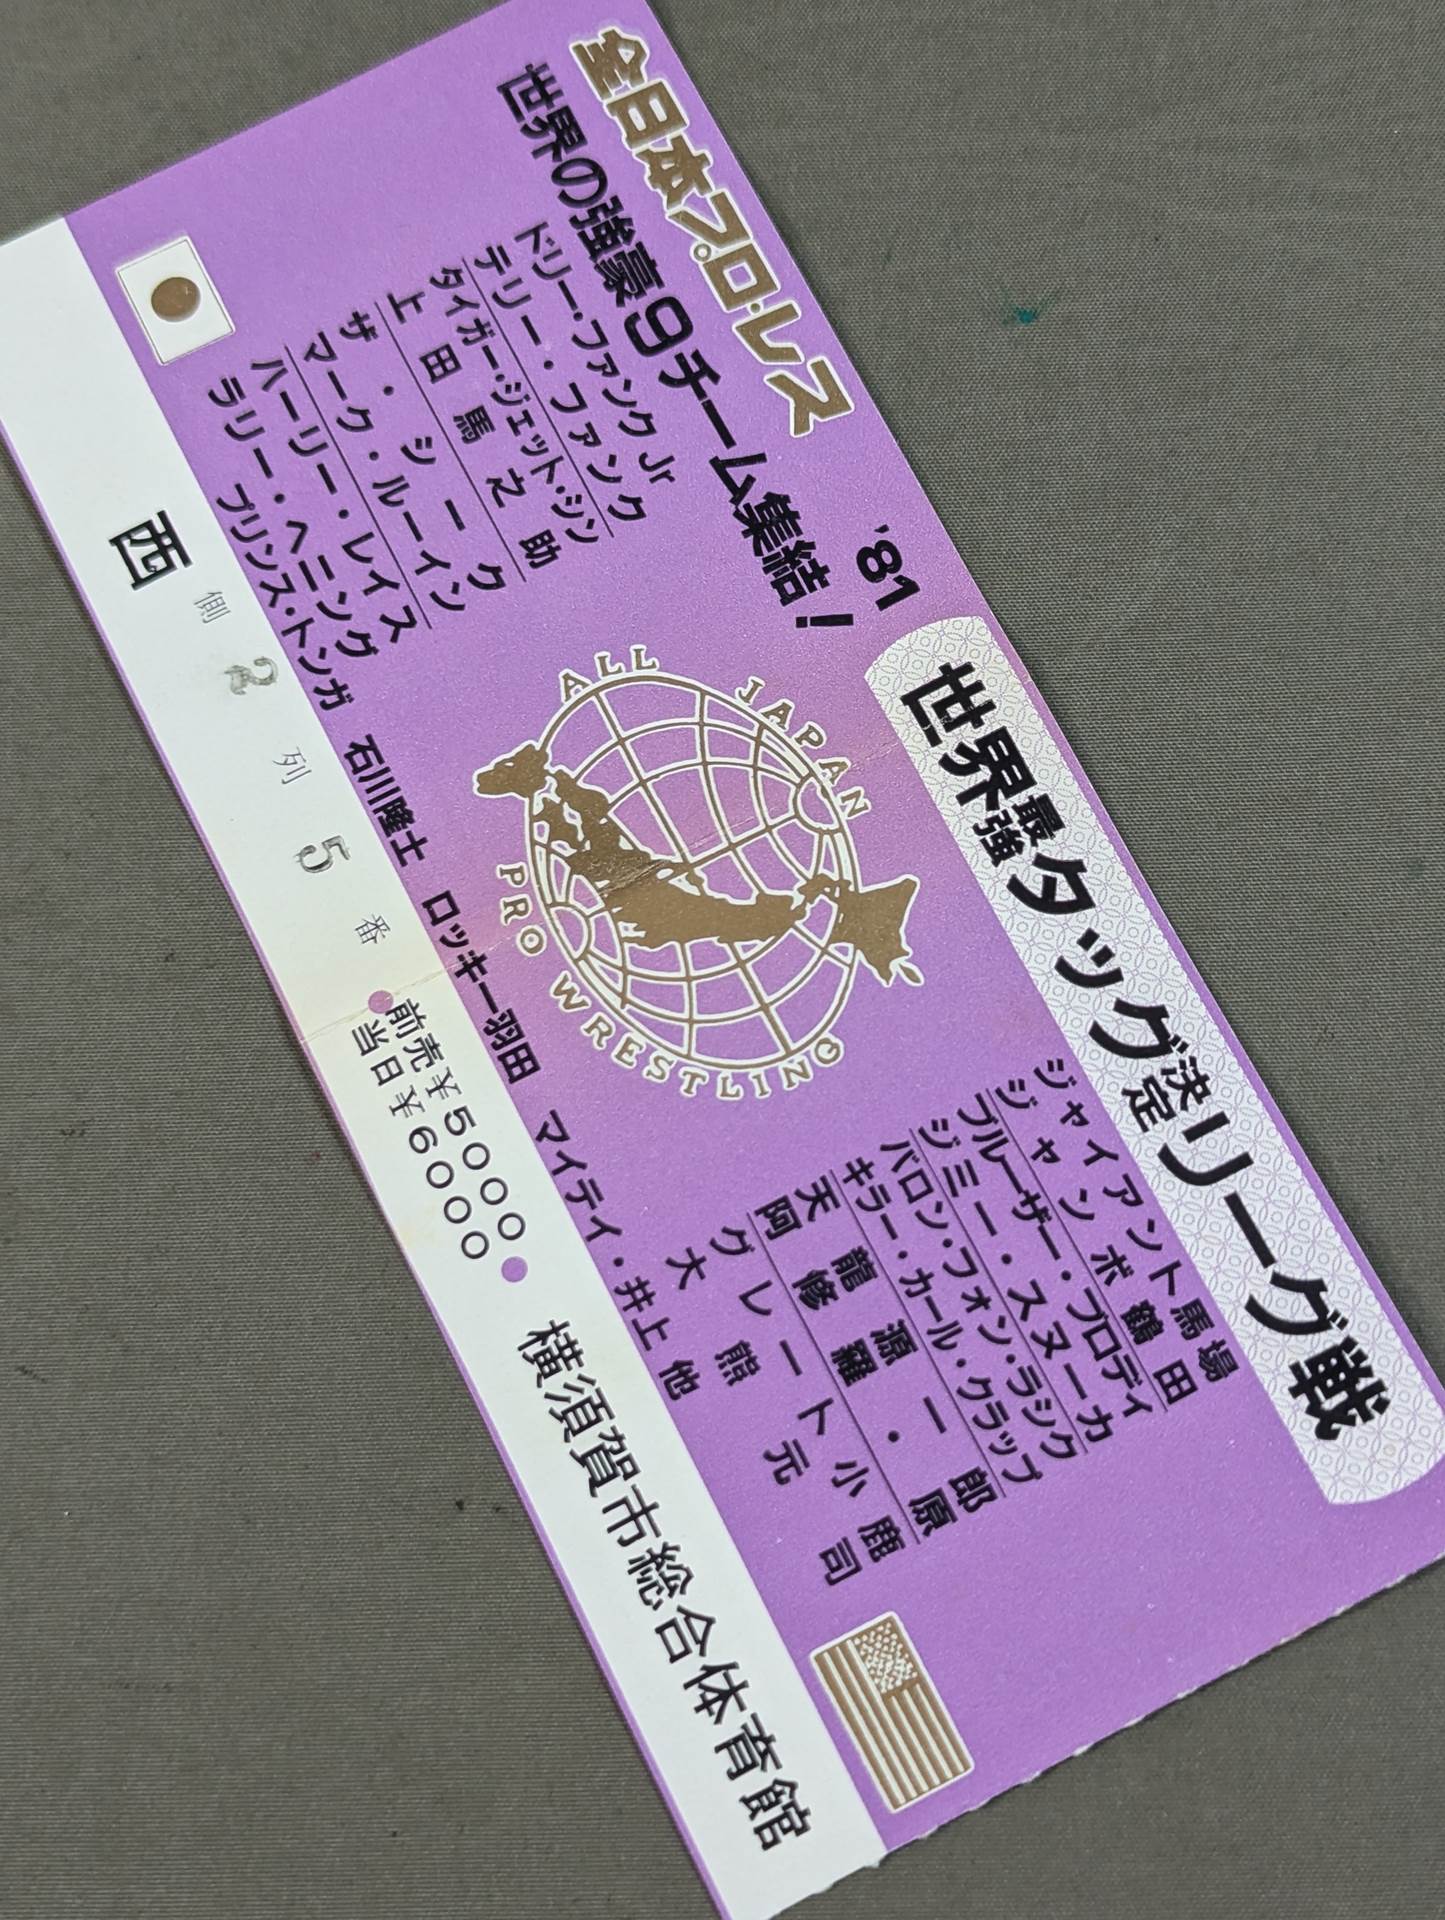 全日本プロ・レス
世界の強豪9チーム集結!
'81
世界最強タッグ決定リーグ戦
ドリー・ファンクJr
テリー・ファンク
タイガー・ジェット・シン
上田馬之助
ザ・シーク
マーク・ルーイン
ハーリー・レイス
ラリー・ヘニング
ALL JAPAN
PRO WRESTLING
ジャイアント馬場
ジャンボ鶴田
ブルーザー・ブロディ
ジミー・スヌーカ
バロン・フォン・ラシク
キラー・カール・クラップ
天龍源一郎
阿修羅・原
グレート小鹿
大熊元司
プリンス・トンガ 石川隆士 ロッキー羽田 マイティ・井上 他
西側 2列 5番
●前売¥5000●
当日¥6000
横須賀市総合体育館